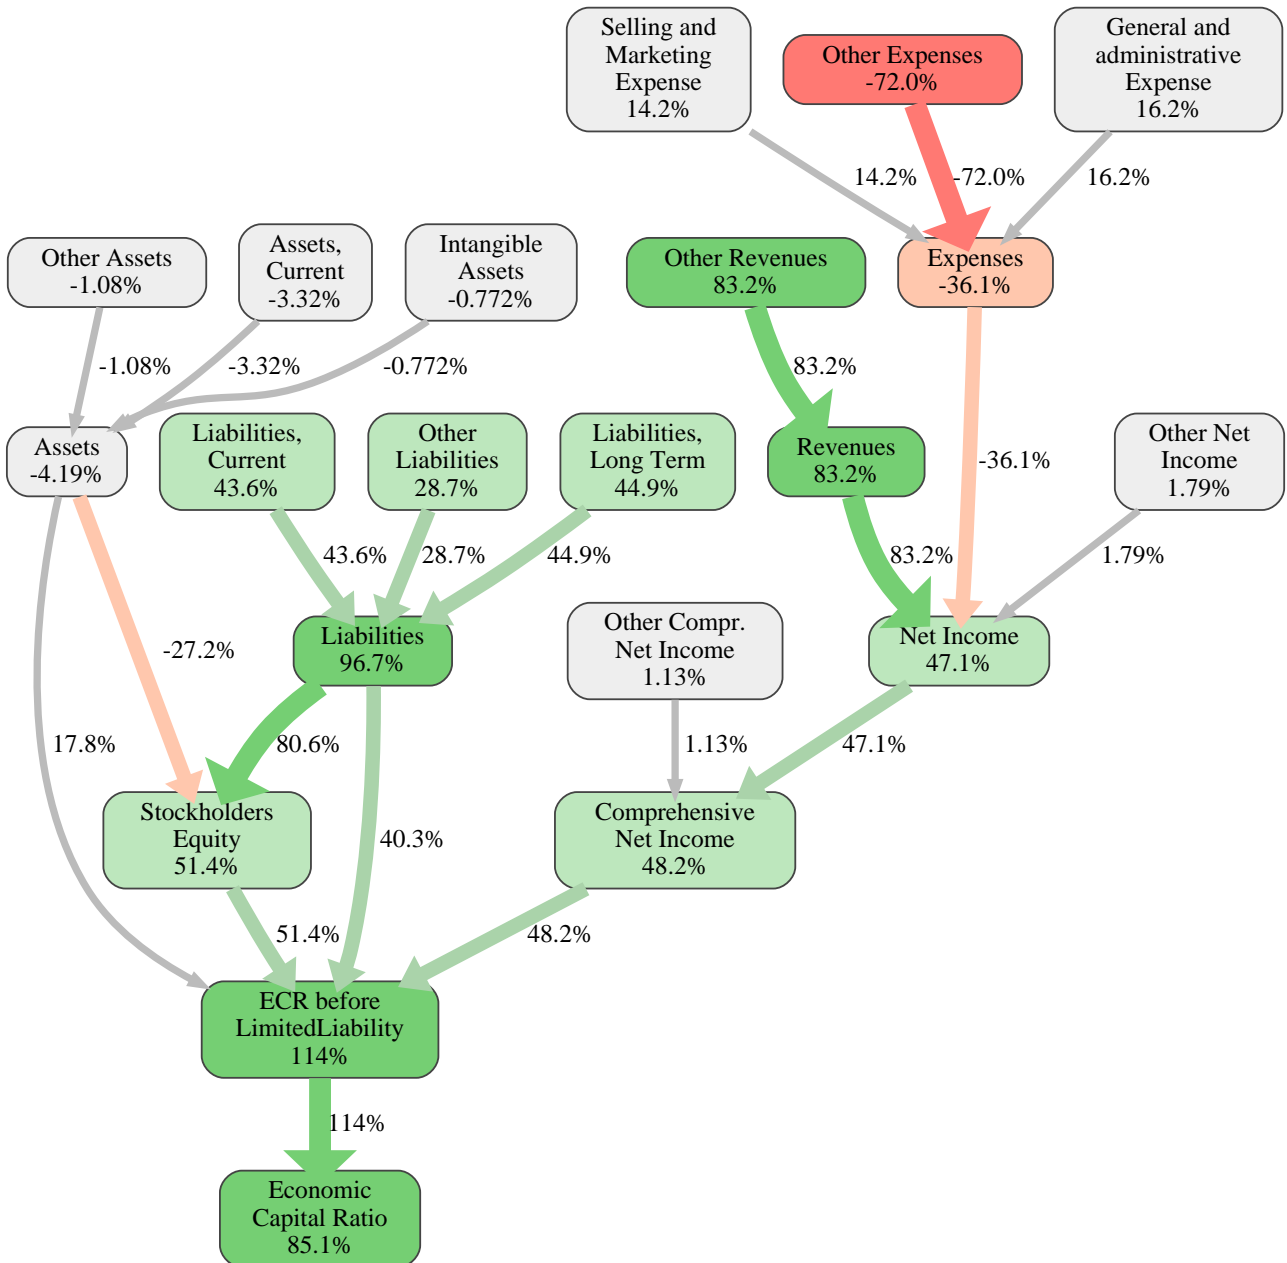 Selling and
Marketing
Expense
14.2%
Other Expenses
-72.0%
General and
administrative
Expense
16.2%
14.2%
-72.0%
16.2%
Other Assets
-1.08%
Assets,
Current
-3.32%
Intangible
Assets
-0.772%
Other Revenues
83.2%
Expenses
-36.1%
-1.08%
-3.32%
-0.772%
83.2%
-36.1%
Assets
-4.19%
Liabilities,
Current
43.6%
Other
Liabilities
28.7%
Liabilities,
Long Term
44.9%
Revenues
83.2%
Other Net
Income
1.79%
43.6%
28.7%
44.9%
83.2%
1.79%
-27.2%
Liabilities
96.7%
Other Compr.
Net Income
1.13%
Net Income
47.1%
17.8%
80.6%
1.13%
47.1%
Stockholders
Equity
51.4%
40.3%
Comprehensive
Net Income
48.2%
51.4%
48.2%
ECR before
LimitedLiability
114%
114%
Economic
Capital Ratio
85.1%